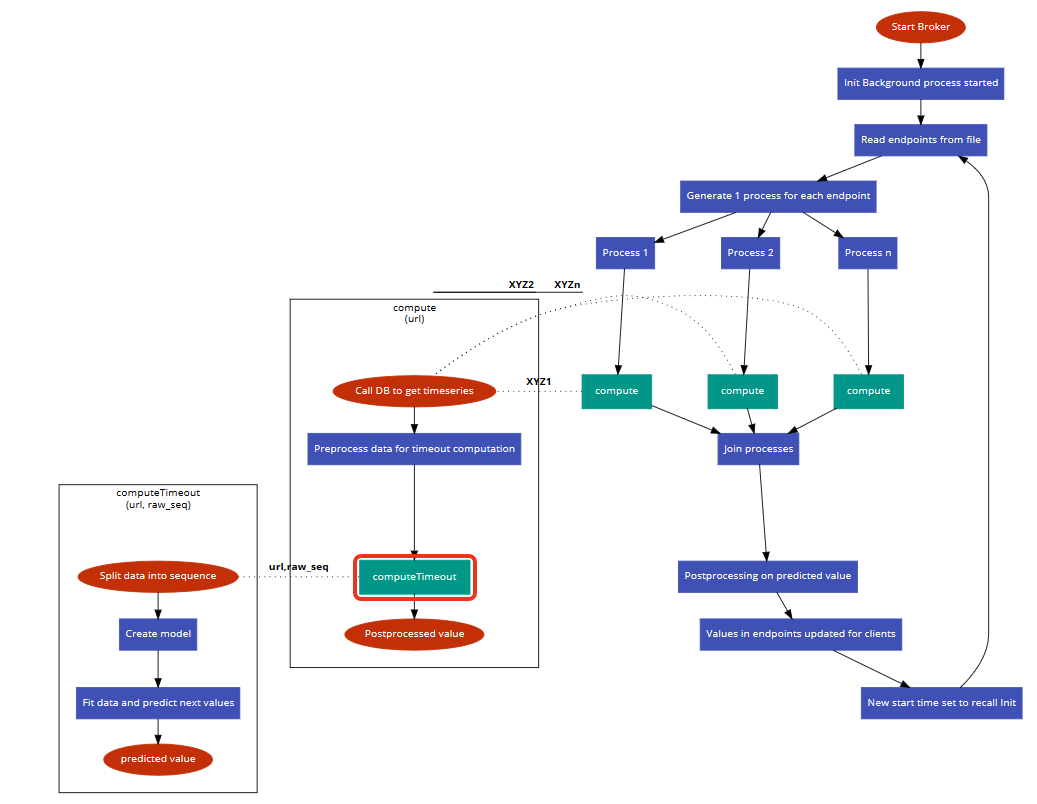 Start Broker
Init Background process started
Read endpoints from file
Generate 1 process for each endpoint
Process 1
Process 2
Process n
XYZ2
XYZn
compute
(url)
Call DB to get timeseries
XYZ1
compute
compute
compute
Preprocess data for timeout computation
Join processes
computeTimeout
(url, raw_seq)
Split data into sequence
url,raw_seq
computeTimeout
Postprocessing on predicted value
Create model
Postprocessed value
Values in endpoints updated for clients
Fit data and predict next values
New start time set to recall Init
predicted value